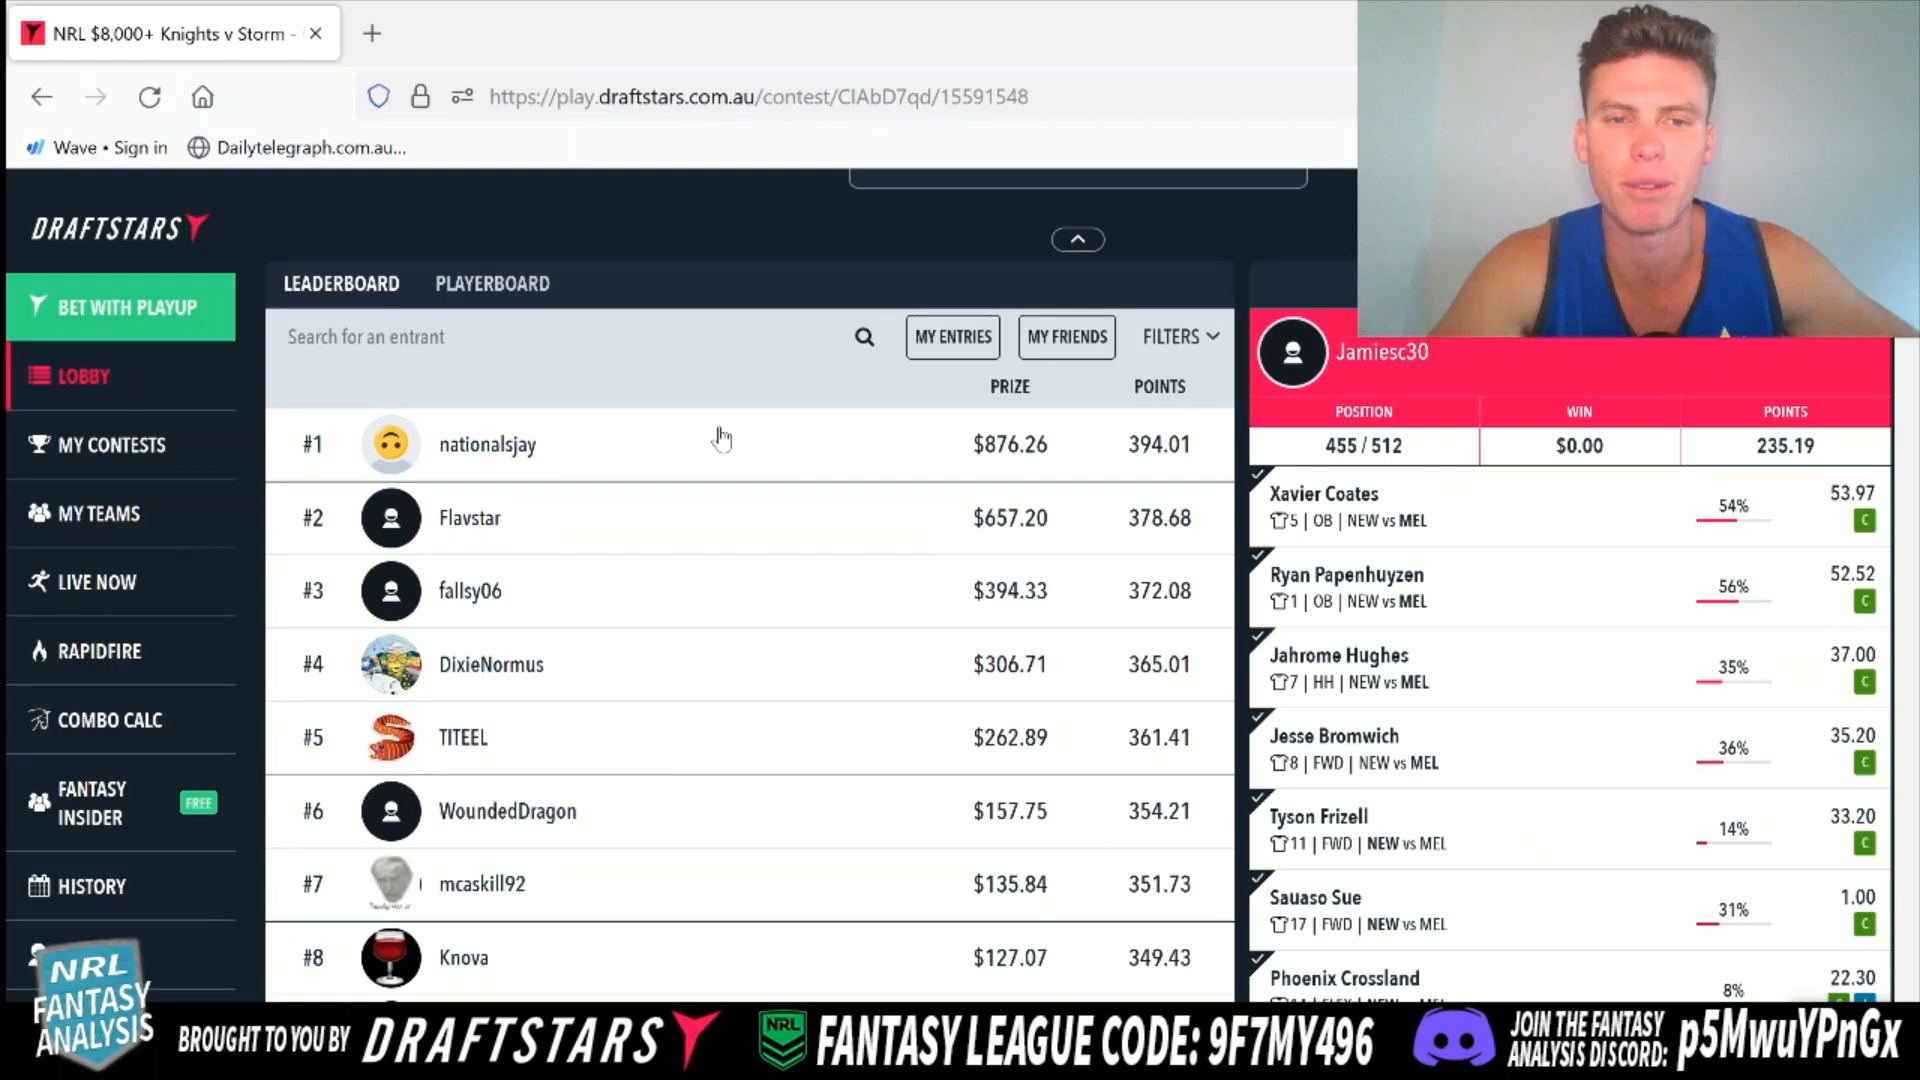 NRL $8,000+ Knights v Storm -
https://play.draftstars.com.au/contest/ClAbD7qd/15591548
Wave • Sign in
Dailytelegraph.com.au...
DRAFTSTARS
BET WITH PLAYUP
LOBBY
MY CONTESTS
MY TEAMS
LIVE NOW
RAPIDFIRE
COMBO CALC
FANTASY
INSIDER
FREE
HISTORY
LEADERBOARD
PLAYERBOARD
Search for an entrant
MY ENTRIES
MY FRIENDS
FILTERS
PRIZE POINTS
#1 nationalsjay $876.26 394.01
#2 Flavstar $657.20 378.68
#3 fallsy06 $394.33 372.08
#4 DixieNormus $306.71 365.01
#5 TITEEL $262.89 361.41
#6 WoundedDragon $157.75 354.21
#7 mcaskill92 $135.84 351.73
#8 Knova $127.07 349.43
Jamiesc30
POSITION WIN POINTS
455 / 512 $0.00 235.19
Xavier Coates 54% 53.97
5 | OB | NEW vs MEL C
Ryan Papenhuyzen 56% 52.52
1 | OB | NEW vs MEL C
Jahrome Hughes 35% 37.00
7 | HH | NEW vs MEL C
Jesse Bromwich 36% 35.20
8 | FWD | NEW vs MEL C
Tyson Frizell 14% 33.20
11 | FWD | NEW vs MEL C
Sauaso Sue 31% 1.00
17 | FWD | NEW vs MEL C
Phoenix Crossland 8% 22.30
NRL
FANTASY
ANALYSIS
BROUGHT TO YOU BY DRAFTSTARS
NRL
FANTASY LEAGUE CODE: 9F7MY496
JOIN THE FANTASY
ANALYSIS DISCORD: p5MwuYPnGx